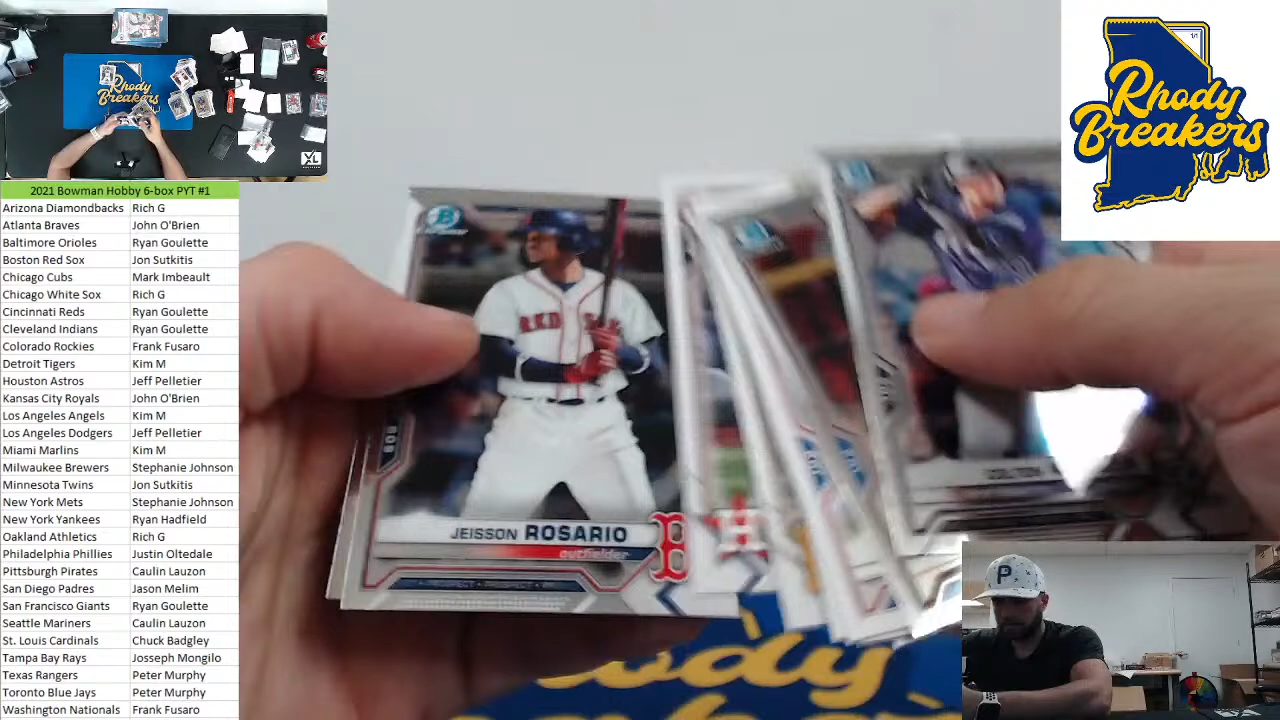 2021 Bowman Hobby 6-box PYT #1
Arizona Diamondbacks Rich G
Atlanta Braves John O'Brien
Baltimore Orioles Ryan Goulette
Boston Red Sox Jon Sutkitis
Chicago Cubs Mark Imbeault
Chicago White Sox Rich G
Cincinnati Reds Ryan Goulette
Cleveland Indians Ryan Goulette
Colorado Rockies Frank Fusaro
Detroit Tigers Kim M
Houston Astros Jeff Pelletier
Kansas City Royals John O'Brien
Los Angeles Angels Kim M
Los Angeles Dodgers Jeff Pelletier
Miami Marlins Kim M
Milwaukee Brewers Stephanie Johnson
Minnesota Twins Jon Sutkitis
New York Mets Stephanie Johnson
New York Yankees Ryan Hadfield
Oakland Athletics Rich G
Philadelphia Phillies Justin Oltedale
Pittsburgh Pirates Caulin Lauzon
San Diego Padres Jason Melim
San Francisco Giants Ryan Goulette
Seattle Mariners Caulin Lauzon
St. Louis Cardinals Chuck Badgley
Tampa Bay Rays Josseph Mongilo
Texas Rangers Peter Murphy
Toronto Blue Jays Peter Murphy
Washington Nationals Frank Fusaro
Rhody
Breakers
XL
1/1
Rhody
Breakers
B
RED SOX
JEISSON ROSARIO
outfielder
B
P